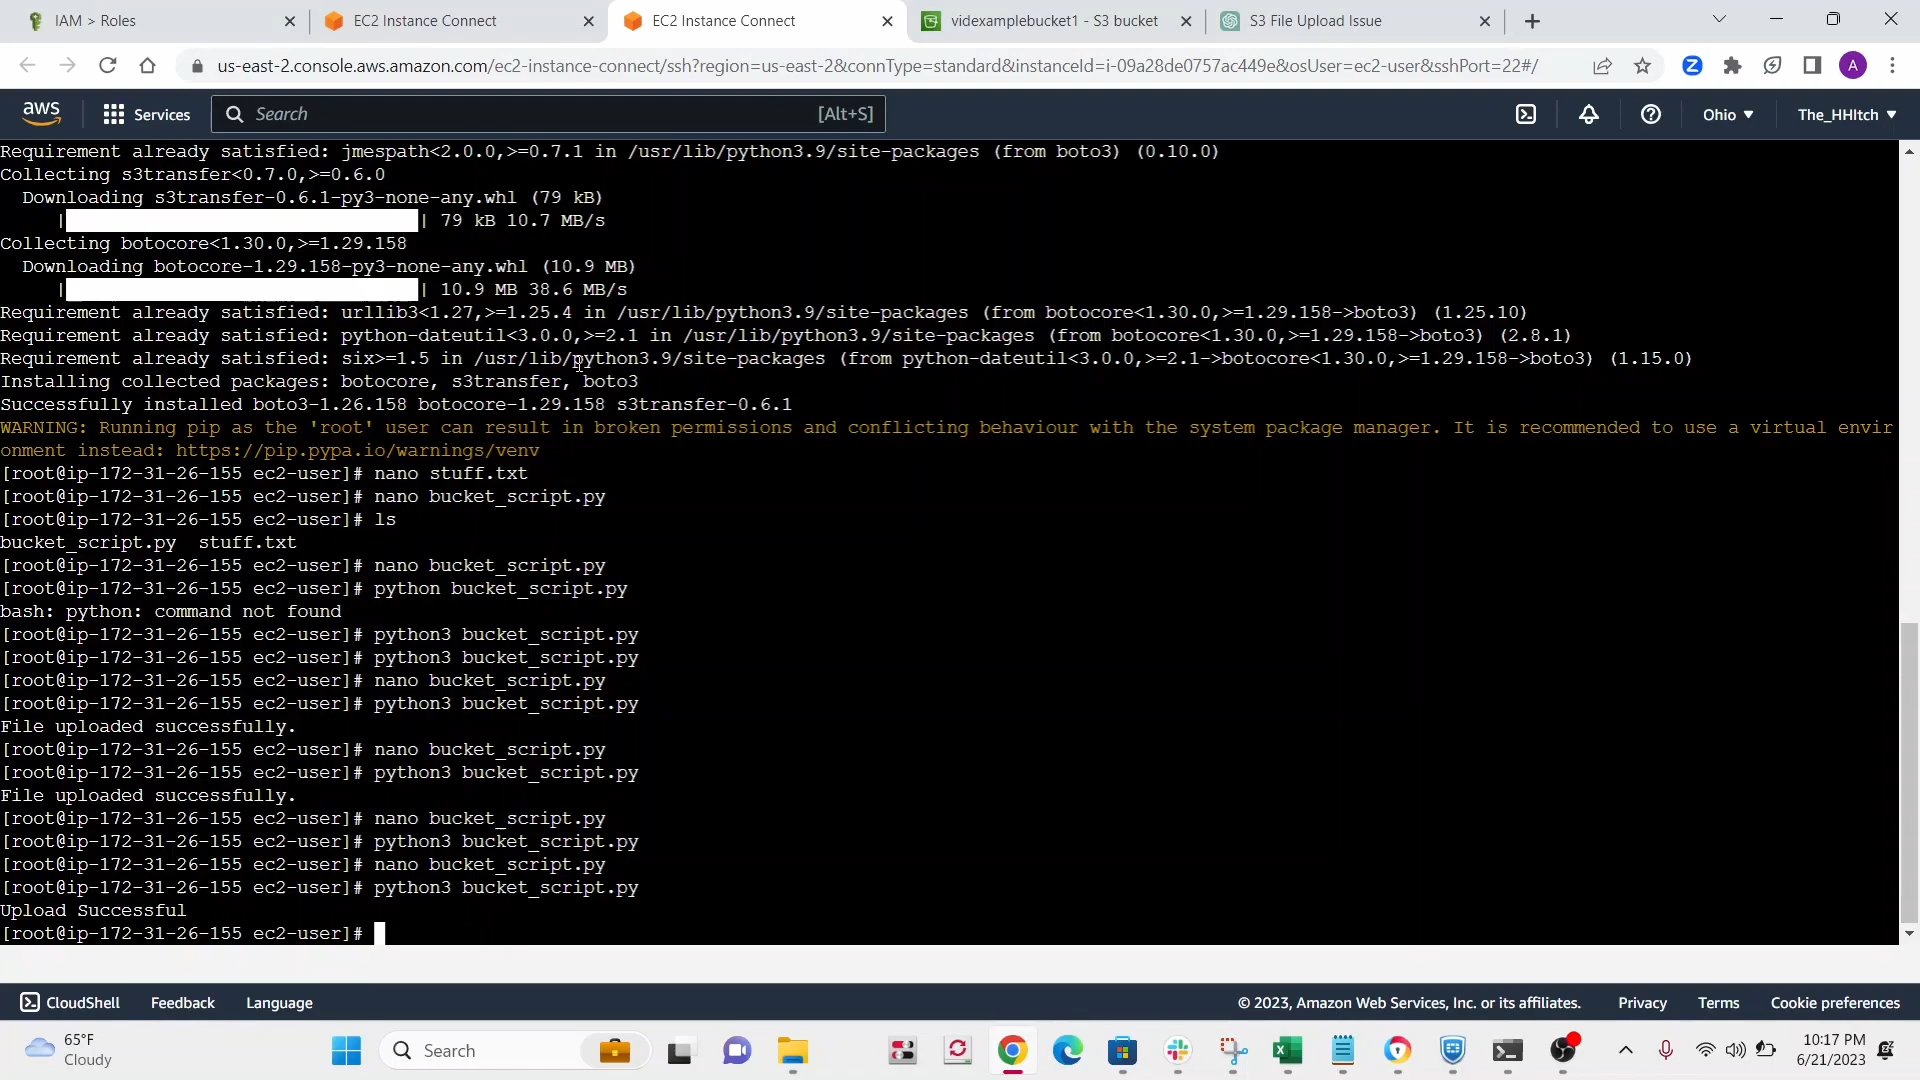 IAM > Roles
EC2 Instance Connect
EC2 Instance Connect
videxamplebucket1 - S3 bucket
S3 File Upload Issue
us-east-2.console.aws.amazon.com/ec2-instance-connect/ssh?region=us-east-2&connType=standard&instanceId=i-09a28de0757ac449e&osUser=ec2-user&sshPort=22#/
A
aws
Services
Search
[Alt+S]
Ohio
The_HHItch
Requirement already satisfied: jmespath<2.0.0,>=0.7.1 in /usr/lib/python3.9/site-packages (from boto3) (0.10.0)
Collecting s3transfer<0.7.0,>=0.6.0
Downloading s3transfer-0.6.1-py3-none-any.whl (79 kB)
| | 79 kB 10.7 MB/s
Collecting botocore<1.30.0,>=1.29.158
Downloading botocore-1.29.158-py3-none-any.whl (10.9 MB)
| | 10.9 MB 38.6 MB/s
Requirement already satisfied: urllib3<1.27,>=1.25.4 in /usr/lib/python3.9/site-packages (from botocore<1.30.0,>=1.29.158->boto3) (1.25.10)
Requirement already satisfied: python-dateutil<3.0.0,>=2.1 in /usr/lib/python3.9/site-packages (from botocore<1.30.0,>=1.29.158->boto3) (2.8.1)
Requirement already satisfied: six>=1.5 in /usr/lib/python3.9/site-packages (from python-dateutil<3.0.0,>=2.1->botocore<1.30.0,>=1.29.158->boto3) (1.15.0)
Installing collected packages: botocore, s3transfer, boto3
Successfully installed boto3-1.26.158 botocore-1.29.158 s3transfer-0.6.1
WARNING: Running pip as the 'root' user can result in broken permissions and conflicting behaviour with the system package manager. It is recommended to use a virtual envir
onment instead: https://pip.pypa.io/warnings/venv
[root@ip-172-31-26-155 ec2-user]# nano stuff.txt
[root@ip-172-31-26-155 ec2-user]# nano bucket_script.py
[root@ip-172-31-26-155 ec2-user]# ls
bucket_script.py  stuff.txt
[root@ip-172-31-26-155 ec2-user]# nano bucket_script.py
[root@ip-172-31-26-155 ec2-user]# python bucket_script.py
bash: python: command not found
[root@ip-172-31-26-155 ec2-user]# python3 bucket_script.py
[root@ip-172-31-26-155 ec2-user]# python3 bucket_script.py
[root@ip-172-31-26-155 ec2-user]# nano bucket_script.py
[root@ip-172-31-26-155 ec2-user]# python3 bucket_script.py
File uploaded successfully.
[root@ip-172-31-26-155 ec2-user]# nano bucket_script.py
[root@ip-172-31-26-155 ec2-user]# python3 bucket_script.py
File uploaded successfully.
[root@ip-172-31-26-155 ec2-user]# nano bucket_script.py
[root@ip-172-31-26-155 ec2-user]# python3 bucket_script.py
[root@ip-172-31-26-155 ec2-user]# nano bucket_script.py
[root@ip-172-31-26-155 ec2-user]# python3 bucket_script.py
Upload Successful
[root@ip-172-31-26-155 ec2-user]#
CloudShell
Feedback
Language
© 2023, Amazon Web Services, Inc. or its affiliates.
Privacy
Terms
Cookie preferences
65°F
Cloudy
Search
10:17 PM
6/21/2023